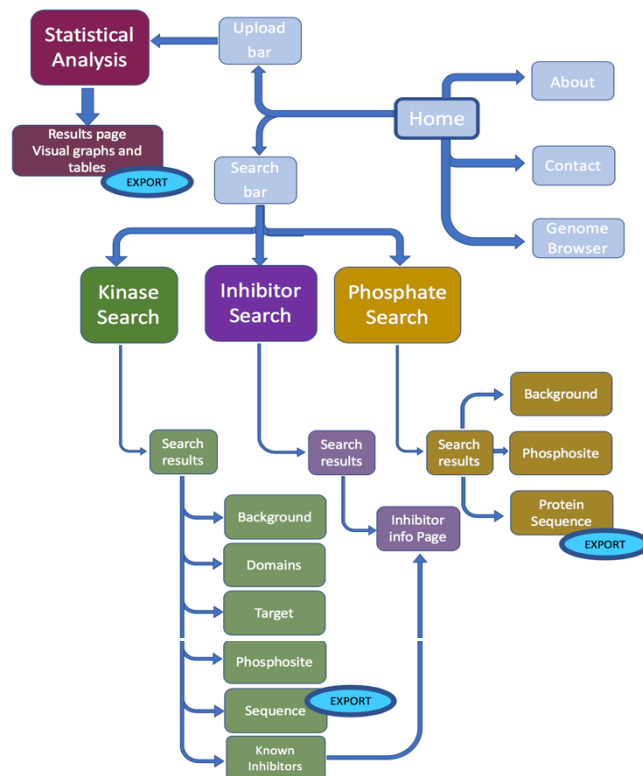 Statistical
Analysis
Upload
bar
Home
About
Results page
Visual graphs and
tables
EXPORT
Search
bar
Contact
Genome
Browser
Kinase
Search
Inhibitor
Search
Phosphate
Search
Search
results
Search
results
Search
results
Background
Phosphosite
Protein
Sequence
EXPORT
Inhibitor
info Page
Background
Domains
Target
Phosphosite
Sequence
EXPORT
Known
Inhibitors